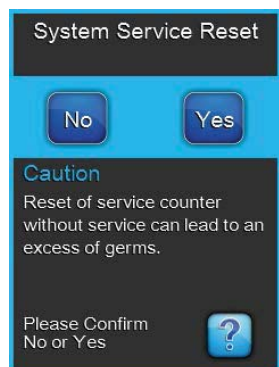 System Service Reset
No Yes
Caution
Reset of service counter
without service can lead to an
excess of germs.
Please Confirm
No or Yes
?